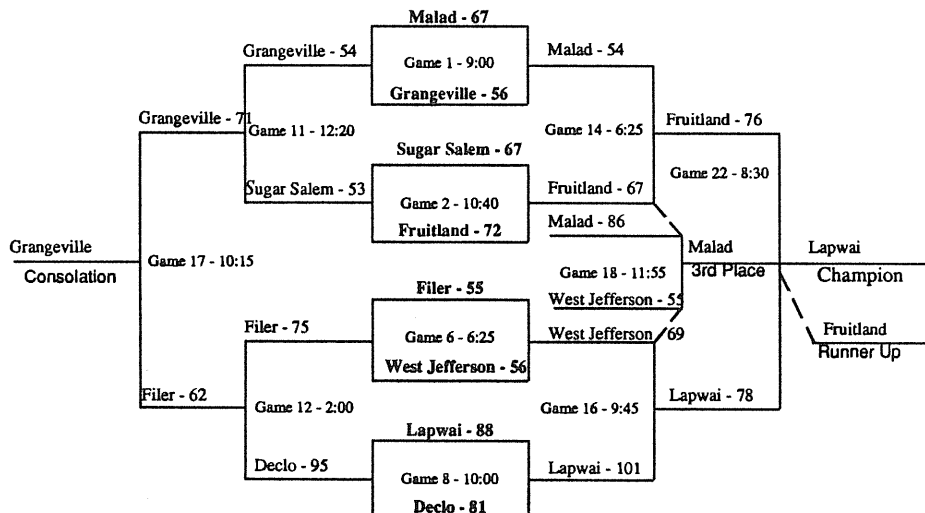 Malad - 67
Grangeville - 54
Malad - 54
Game 1 - 9:00
Grangeville - 56
Grangeville - 71
Game 11 - 12:20
Game 14 - 6:25
Fruitland - 76
Sugar Salem - 67
Game 22 - 8:30
Sugar Salem - 53
Fruitland - 67
Game 2 - 10:40
Malad - 86
Fruitland - 72
Grangeville
Malad
Lapwai
Game 17 - 10:15
Consolation
Game 18 - 11:55
3rd Place
Champion
Filer - 55
West Jefferson - 55
Filer - 75
Game 6 - 6:25
West Jefferson 69
Fruitland
Runner Up
West Jefferson - 56
Filer - 62
Game 12 - 2:00
Game 16 - 9:45
Lapwai - 78
Lapwai - 88
Declo - 95
Lapwai - 101
Game 8 - 10:00
Declo - 81